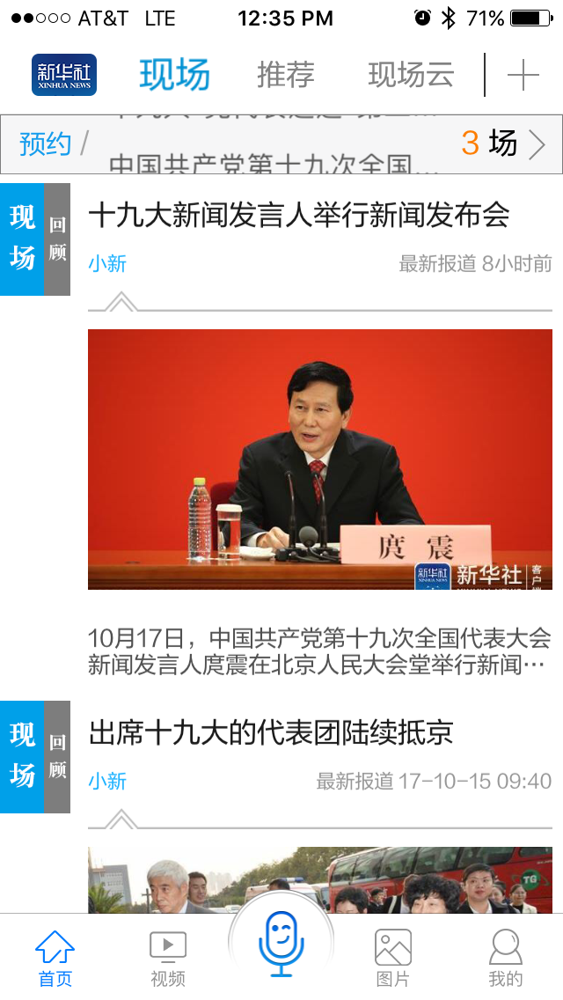 AT&T LTE 12:35 PM 71%
新华社 XINHUA NEWS 现场 推荐 现场云
预约 / 中国共产党第十九次全国... 3 场
现场 回顾 十九大新闻发言人举行新闻发布会
小新 最新报道 8小时前
庹 震
新华社 XINHUA NEWS 新华社 客户端
10月17日，中国共产党第十九次全国代表大会
新闻发言人庹震在北京人民大会堂举行新闻…
现场 回顾 出席十九大的代表团陆续抵京
小新 最新报道 17-10-15 09:40
TG
首页 视频 图片 我的